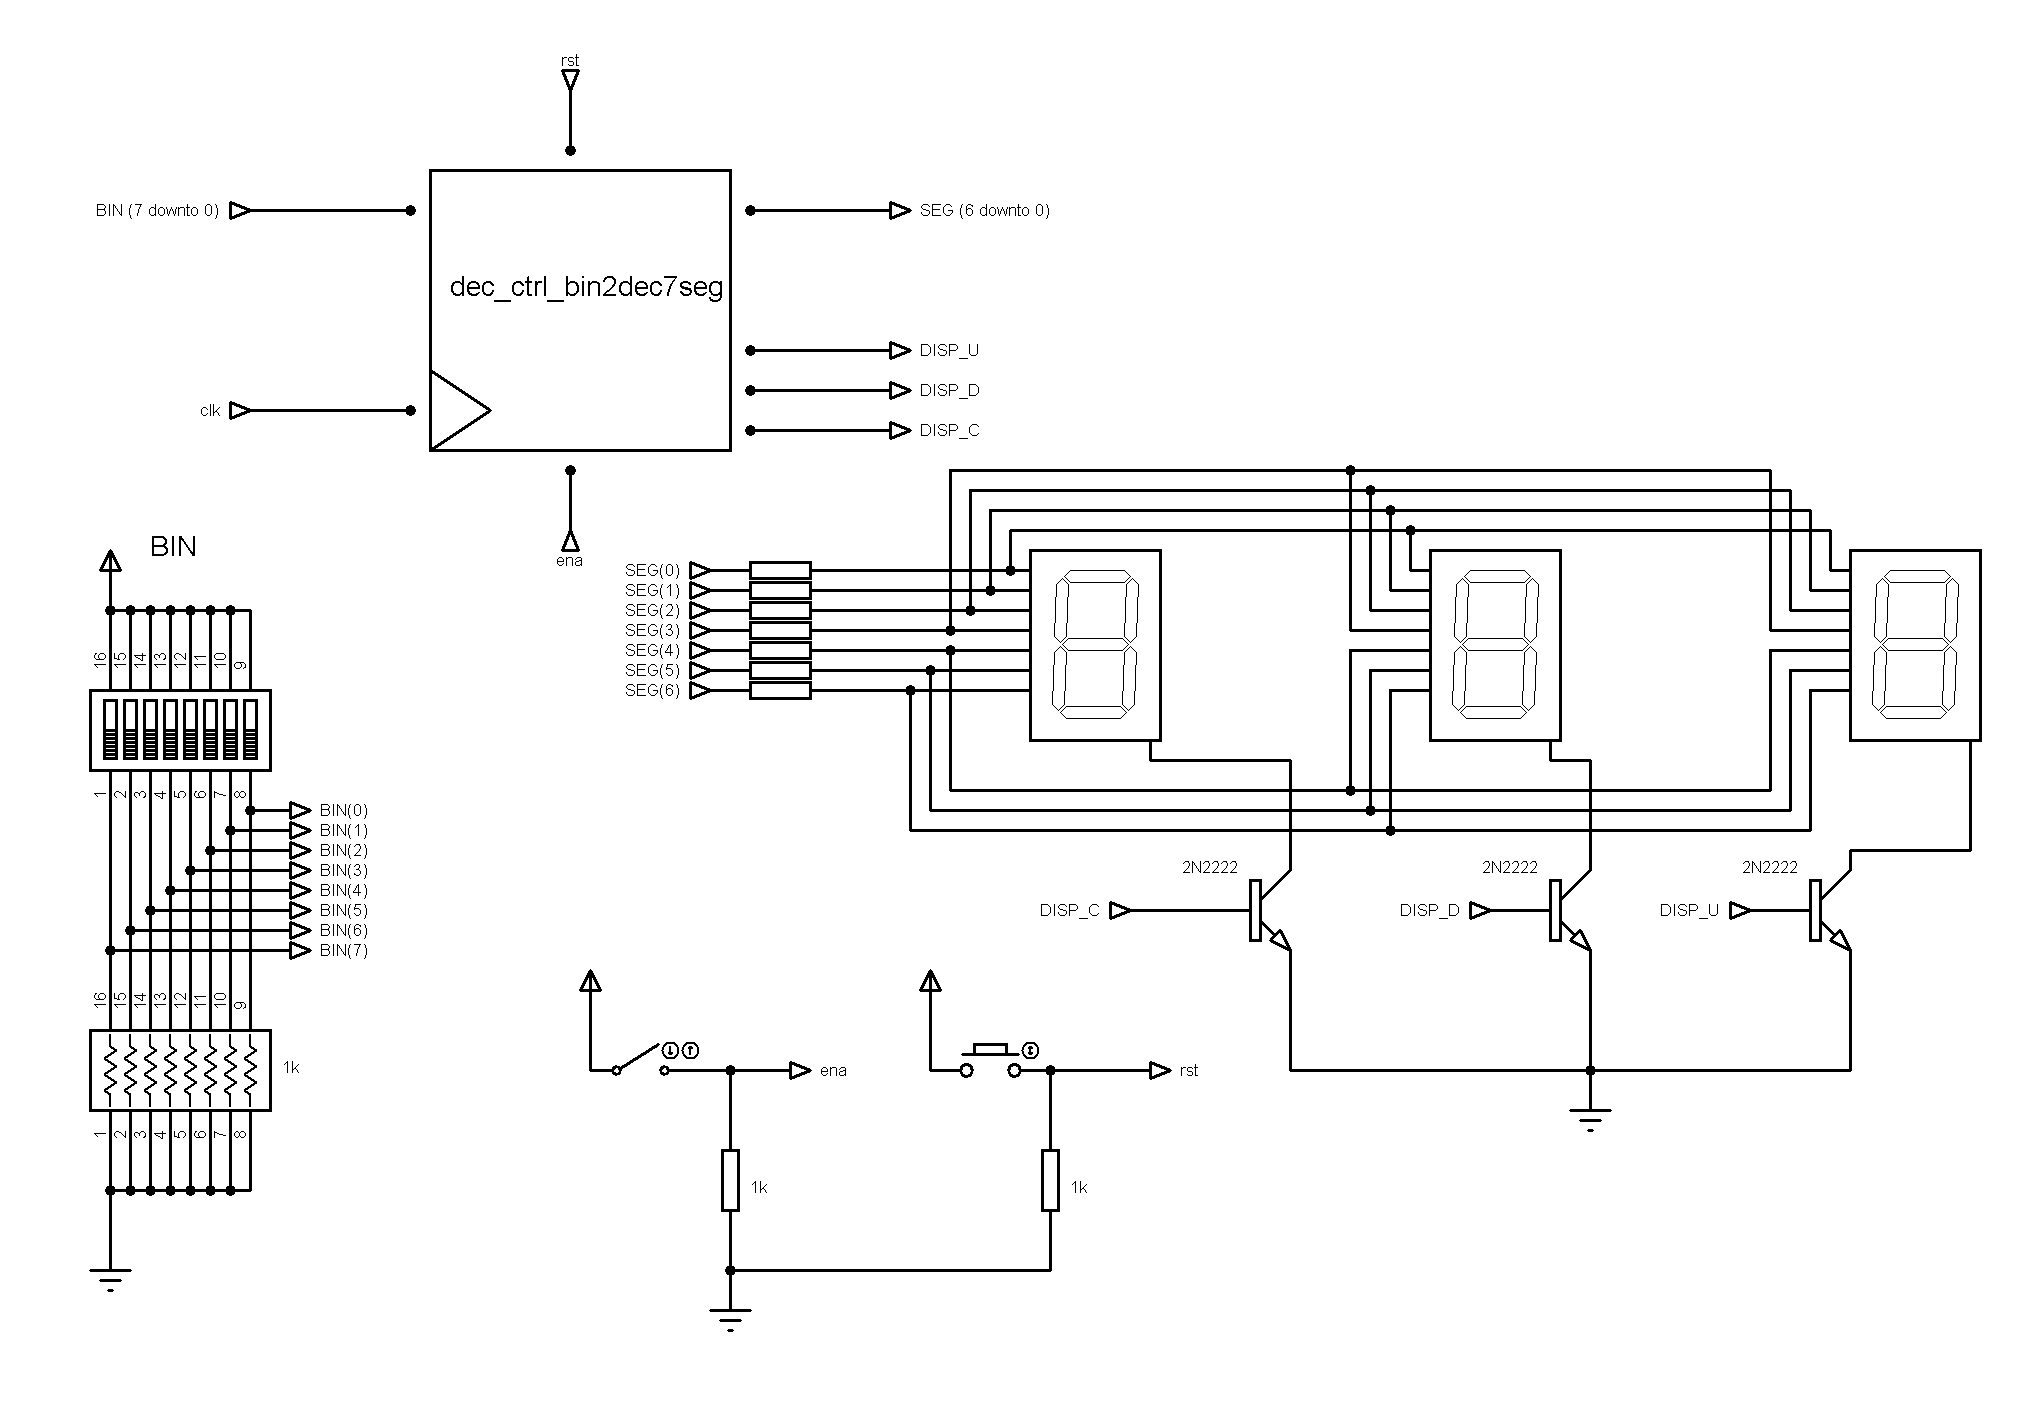 rst
BIN (7 downto 0)
SEG (6 downto 0)
dec_ctrl_bin2dec7seg
DISP_U
DISP_D
clk
DISP_C
ena
BIN
SEG(0)
SEG(1)
SEG(2)
SEG(3)
SEG(4)
SEG(5)
SEG(6)
16 15 14 13 12 11 10 9
1 2 3 4 5 6 7 8
BIN(0)
BIN(1)
BIN(2)
BIN(3)
BIN(4)
BIN(5)
BIN(6)
BIN(7)
16 15 14 13 12 11 10 9
1k
1 2 3 4 5 6 7 8
2N2222
2N2222
2N2222
DISP_C
DISP_D
DISP_U
ena
rst
1k
1k